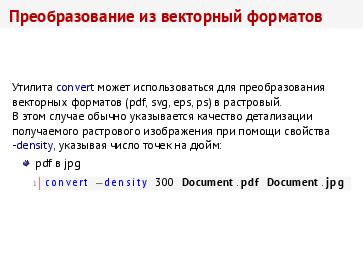 Преобразование из векторный форматов
Утилита convert может использоваться для преобразования
векторных форматов (pdf, svg, eps, ps) в растровый.
В этом случае обычно указывается качество детализации
получаемого растрового изображения при помощи свойства
-density, указывая число точек на дюйм:
pdf в jpg
1 convert –density 300 Document.pdf Document.jpg